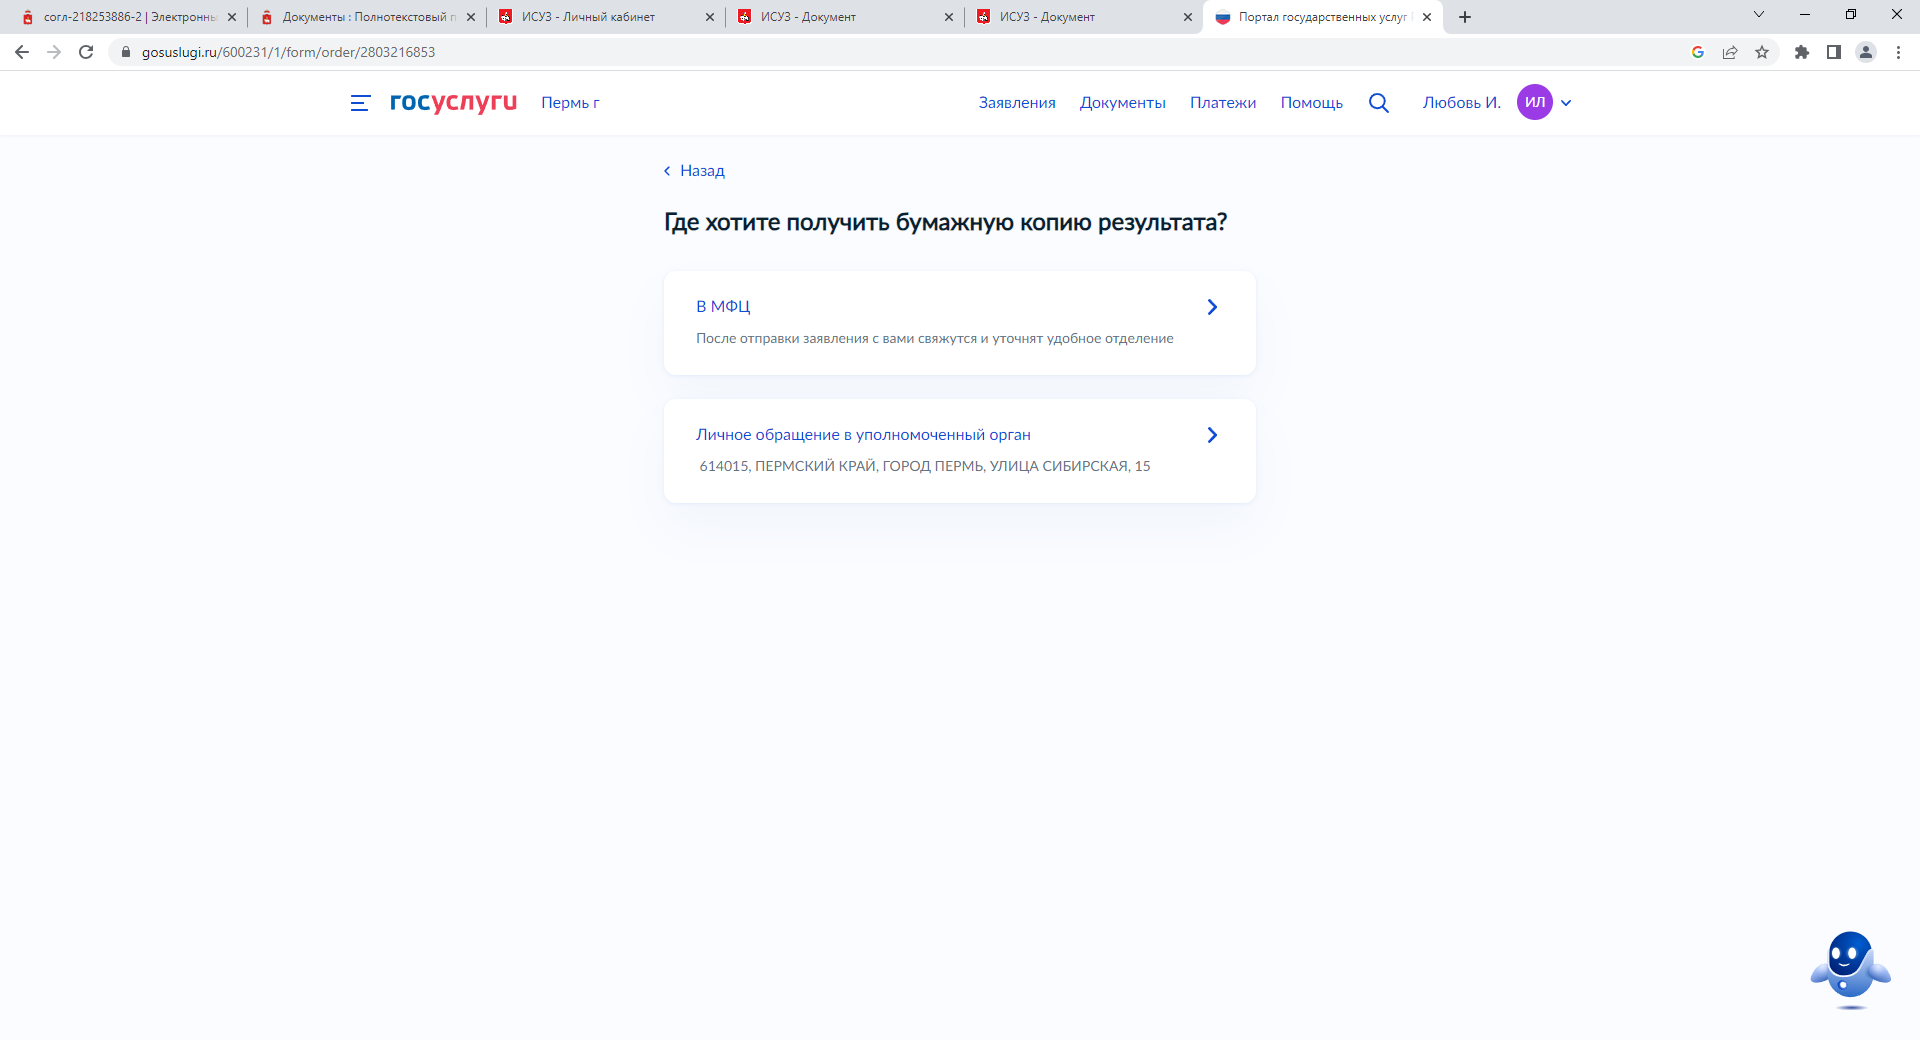 согл-218253886-2 | Электронны
Документы : Полнотекстовый п
ИСУЗ - Личный кабинет
ИСУЗ - Документ
ИСУЗ - Документ
Портал государственных услуг
gosuslugi.ru/600231/1/form/order/2803216853
госуслуги
Пермь г
Заявления
Документы
Платежи
Помощь
Любовь И.
ИЛ
Назад
Где хотите получить бумажную копию результата?
В МФЦ
После отправки заявления с вами свяжутся и уточнят удобное отделение
Личное обращение в уполномоченный орган
614015, ПЕРМСКИЙ КРАЙ, ГОРОД ПЕРМЬ, УЛИЦА СИБИРСКАЯ, 15